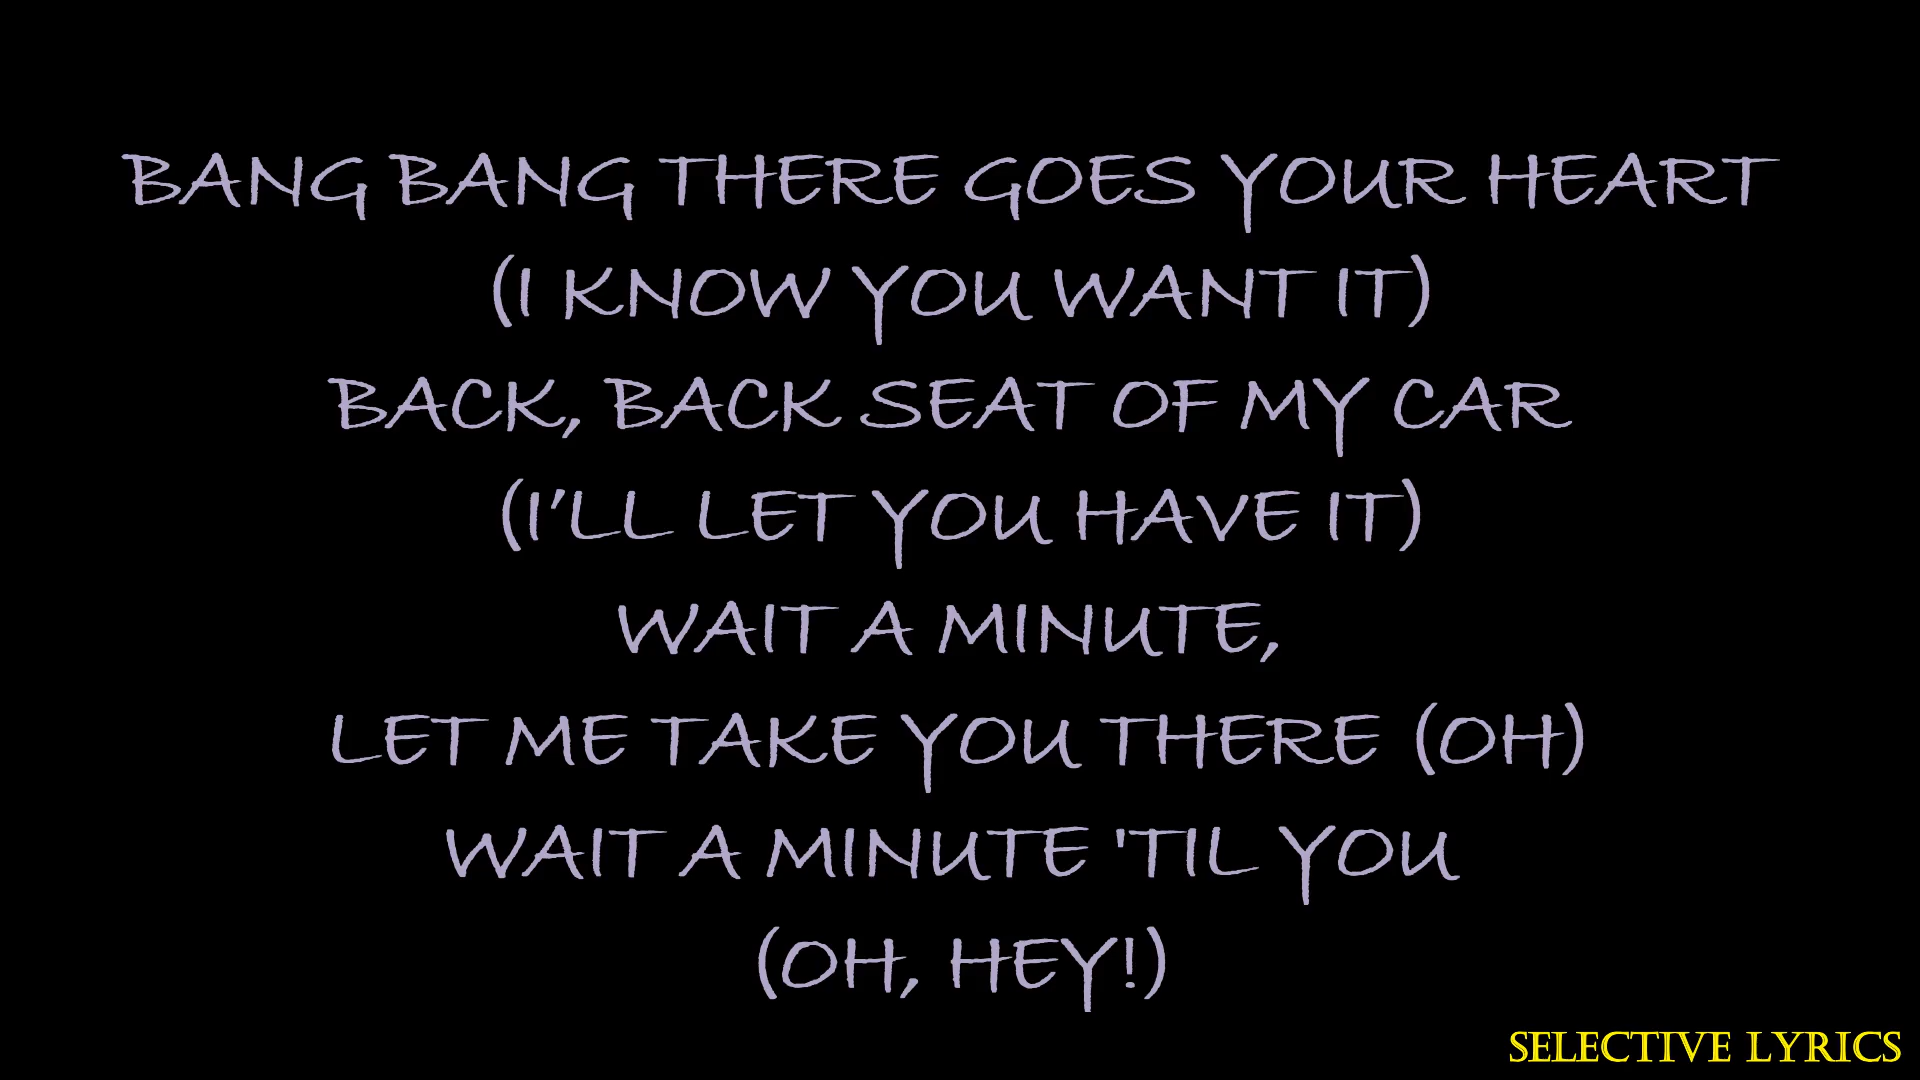 BANG BANG THERE GOES YOUR HEART
(I KNOW YOU WANT IT)
BACK, BACK SEAT OF MY CAR
(I'LL LET YOU HAVE IT)
WAIT A MINUTE,
LET ME TAKE YOU THERE (OH)
WAIT A MINUTE 'TIL YOU
(OH, HEY!)
SELECTIVE LYRICS